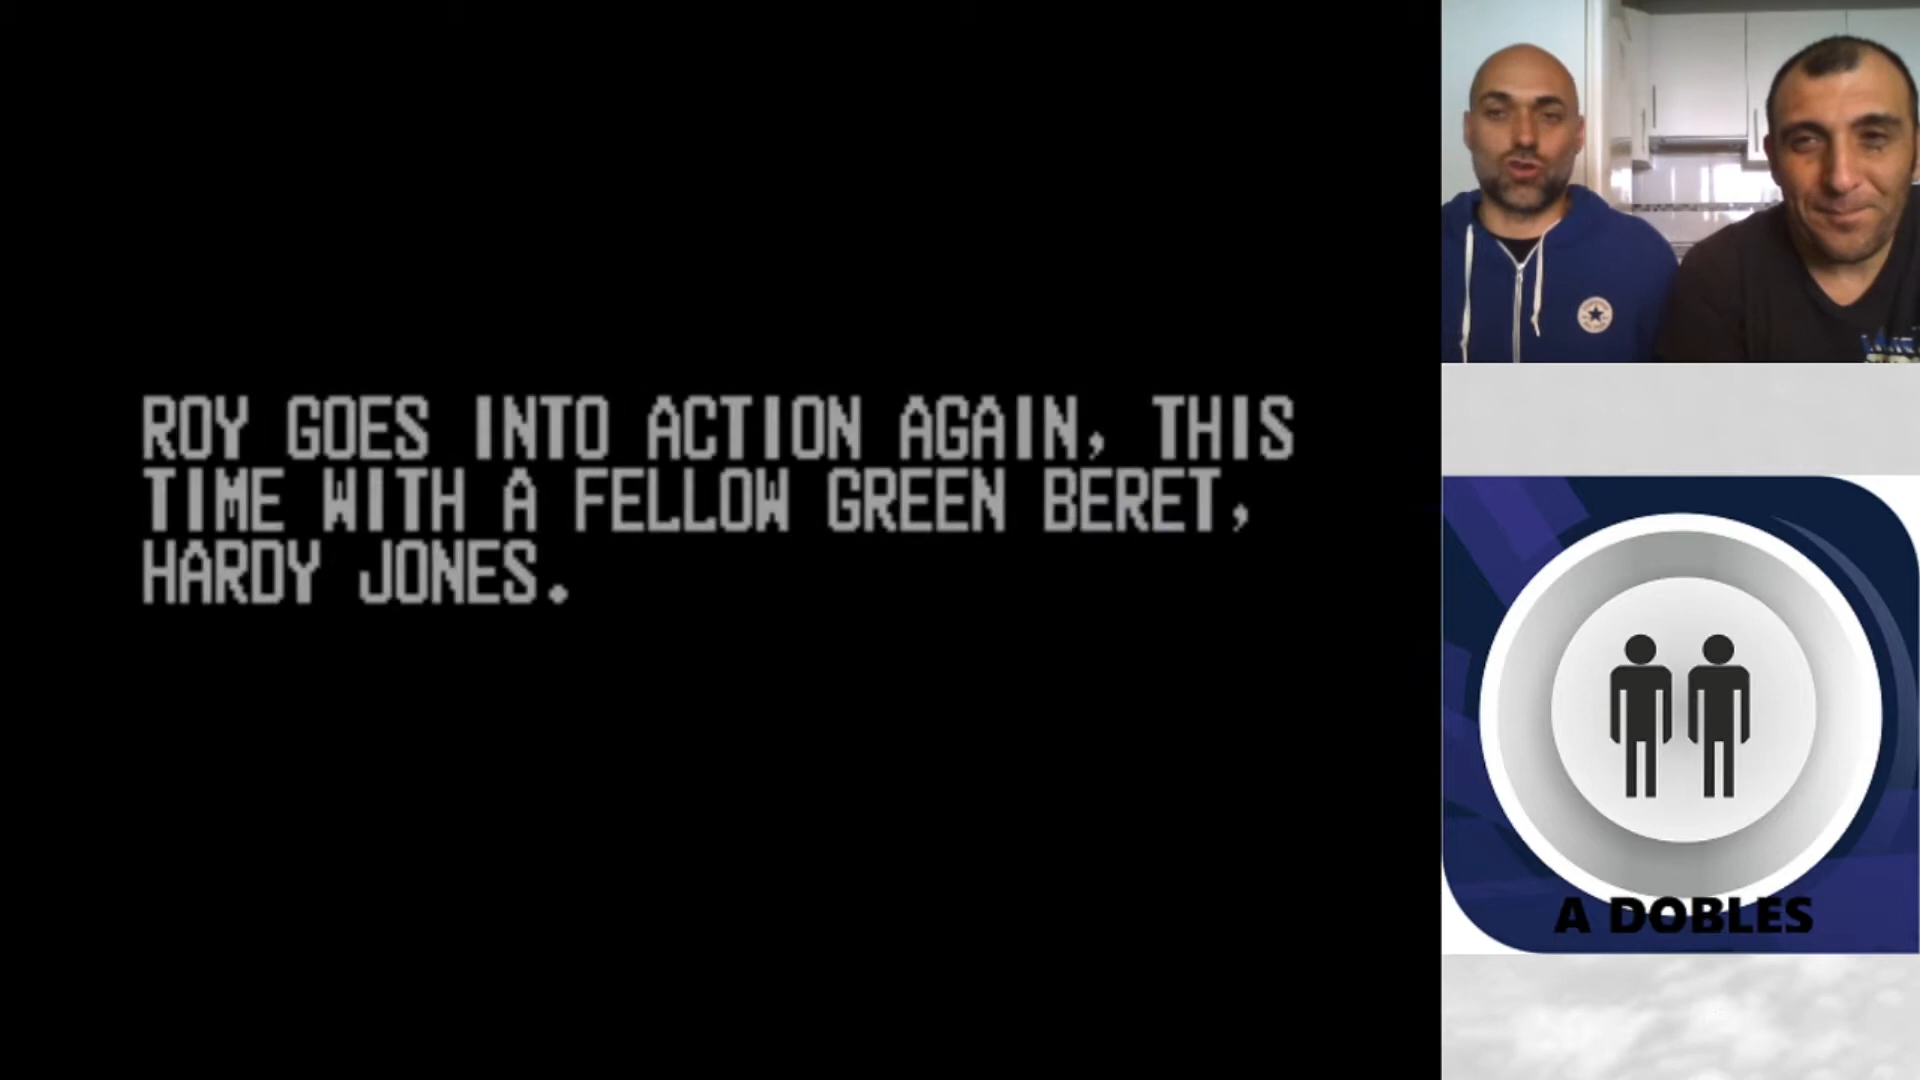 ROY GOES INTO ACTION AGAIN, THIS
TIME WITH A FELLOW GREEN BERET,
HARDY JONES.
A DOBLES